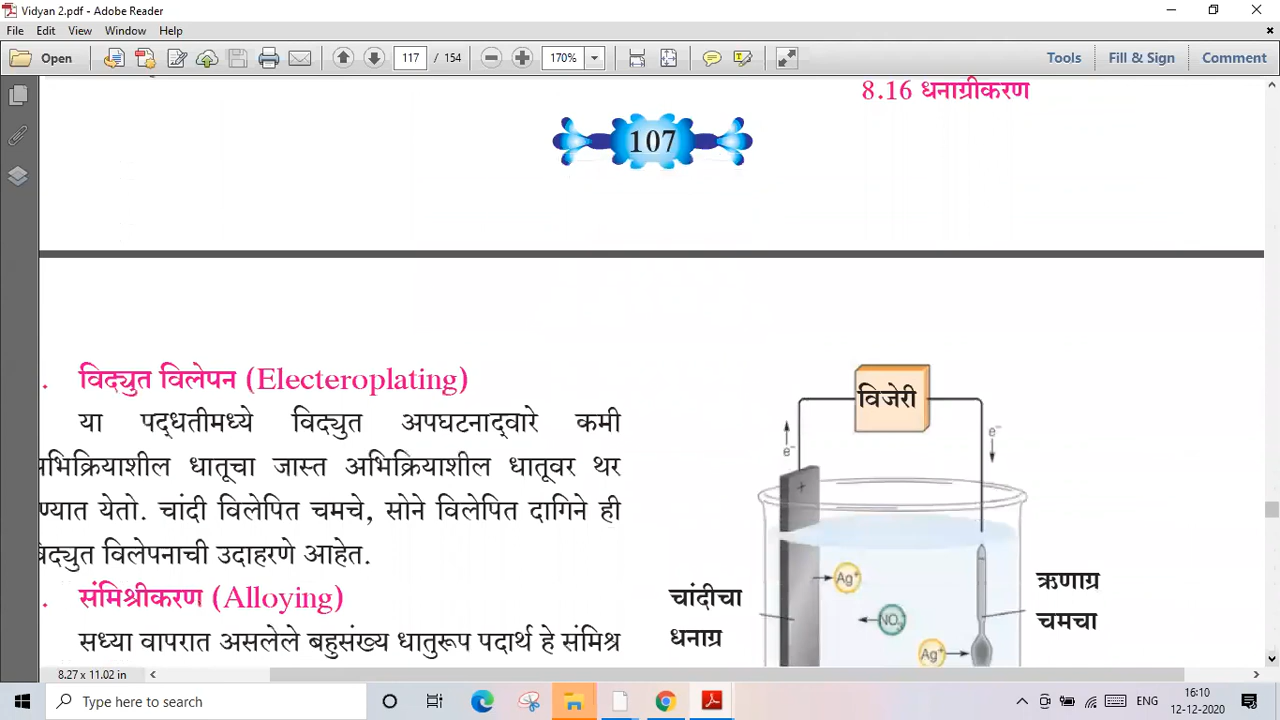 Vidyan 2.pdf - Adobe Reader
File Edit View Window Help
Open 117 / 154 170% Tools Fill & Sign Comment
8.16 धनाग्रीकरण
107
. विद्युत विलेपन (Electeroplating)
या पद्धतीमध्ये विद्युत अपघटनाद्वारे कमी
धातूचा जास्त अभिक्रियाशील धातूवर थर
येतो. चांदी विलेपित चमचे, सोने विलेपित दागिने ही
विलेपनाची उदाहरणे आहेत.
. संमिश्रीकरण (Alloying)
सध्या वापरात असलेले बहुसंख्य धातुरूप पदार्थ हे संमिश्र
विजेरी
e⁻
e⁻
+
Ag⁺
NO₃⁻
Ag⁺
चांदीचा
धनाग्र
ऋणाग्र
चमचा
8.27 x 11.02 in
Type here to search
ENG
16:10
12-12-2020